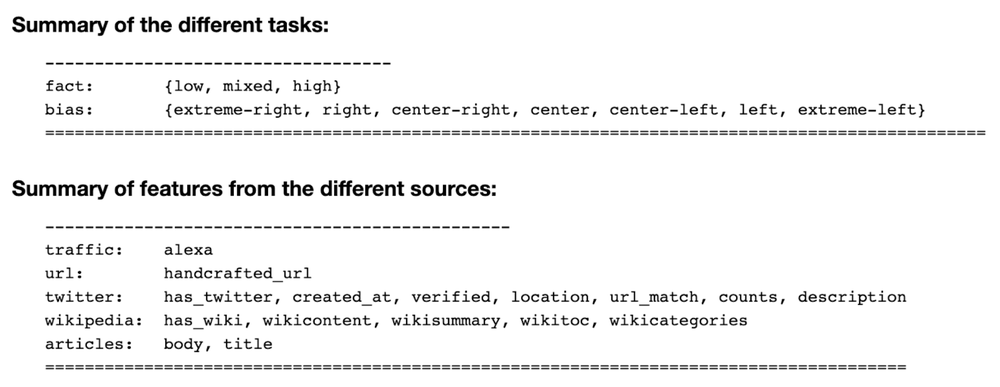 Summary of the different tasks:
-----------------------------------
fact: {low, mixed, high}
bias: {extreme-right, right, center-right, center, center-left, left, extreme-left}
===============================================================================================
Summary of features from the different sources:
-----------------------------------------------
traffic: alexa
url: handcrafted_url
twitter: has_twitter, created_at, verified, location, url_match, counts, description
wikipedia: has_wiki, wikicontent, wikisummary, wikitoc, wikicategories
articles: body, title
=======================================================================================